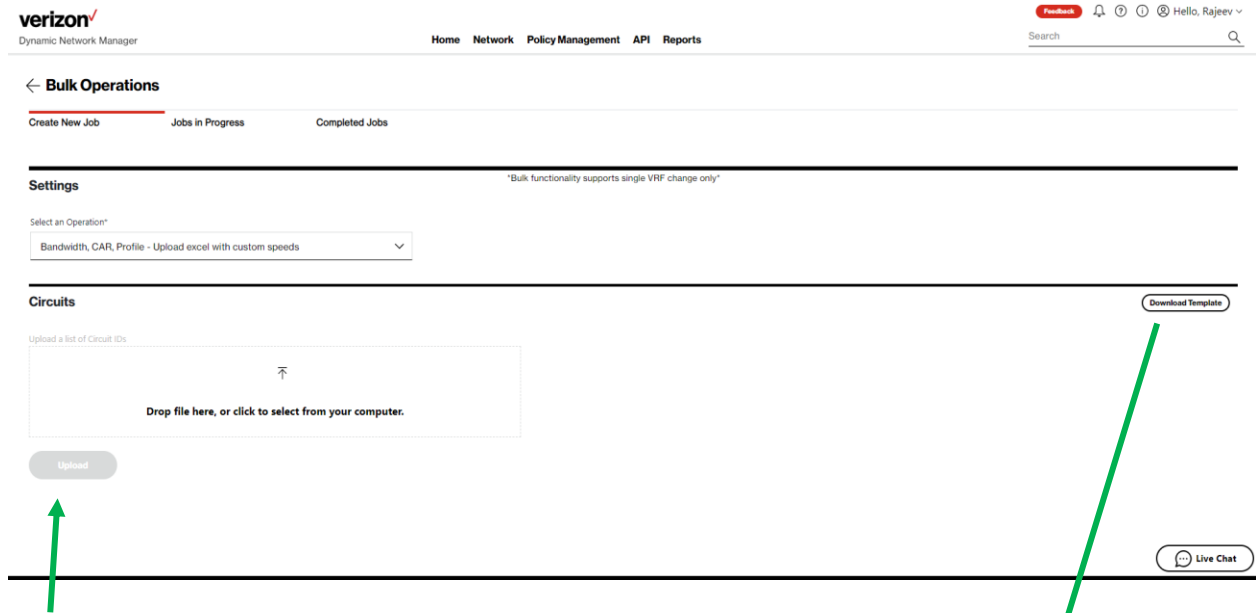 verizon
Feedback Hello, Rajeev
Dynamic Network Manager
Home Network Policy Management API Reports
Search
Bulk Operations
Create New Job Jobs in Progress Completed Jobs
Settings
*Bulk functionality supports single VRF change only*
Select an Operation*
Bandwidth, CAR, Profile - Upload excel with custom speeds
Circuits
Download Template
Upload a list of Circuit IDs
Drop file here, or click to select from your computer.
Upload
Live Chat